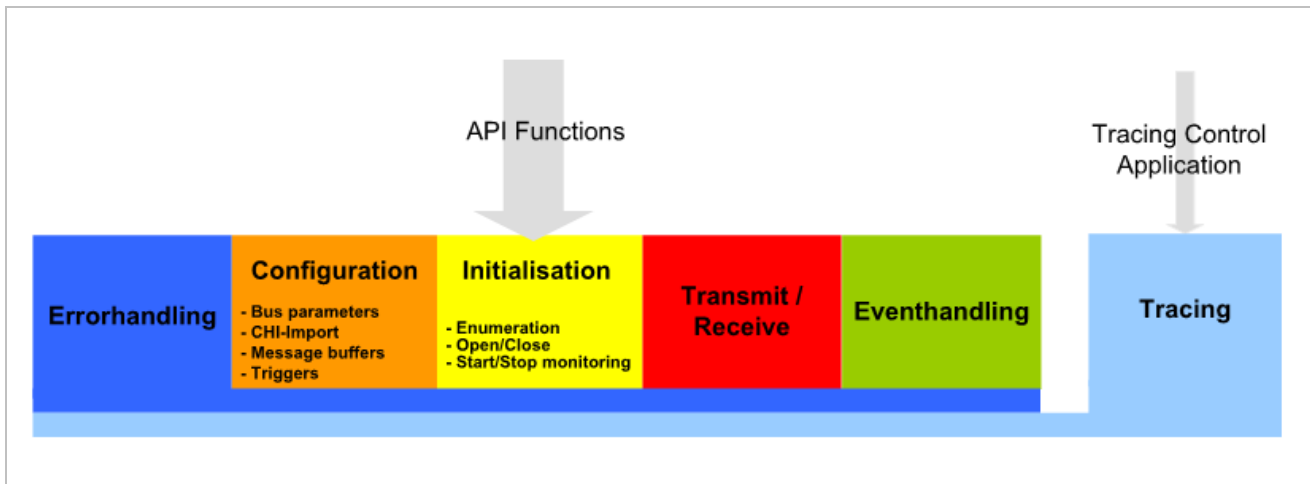 API Functions
Tracing Control
Application
Errorhandling
Configuration
- Bus parameters
- CHI-Import
- Message buffers
- Triggers
Initialisation
- Enumeration
- Open/Close
- Start/Stop monitoring
Transmit /
Receive
Eventhandling
Tracing